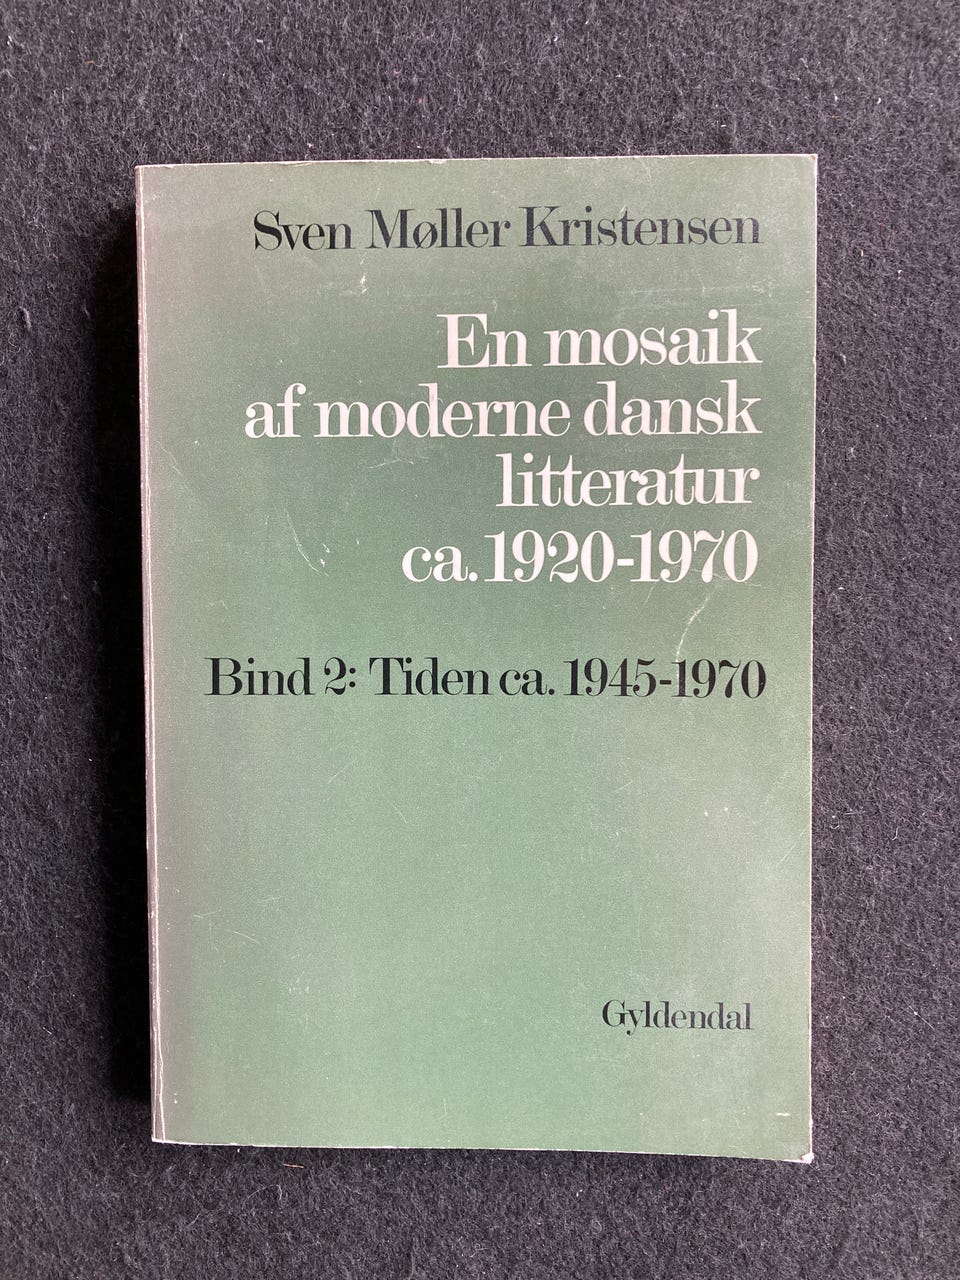 Sven Møller Kristensen
En mosaik
af moderne dansk
litteratur
ca. 1920-1970
Bind 2: Tiden ca. 1945-1970
Gyldendal